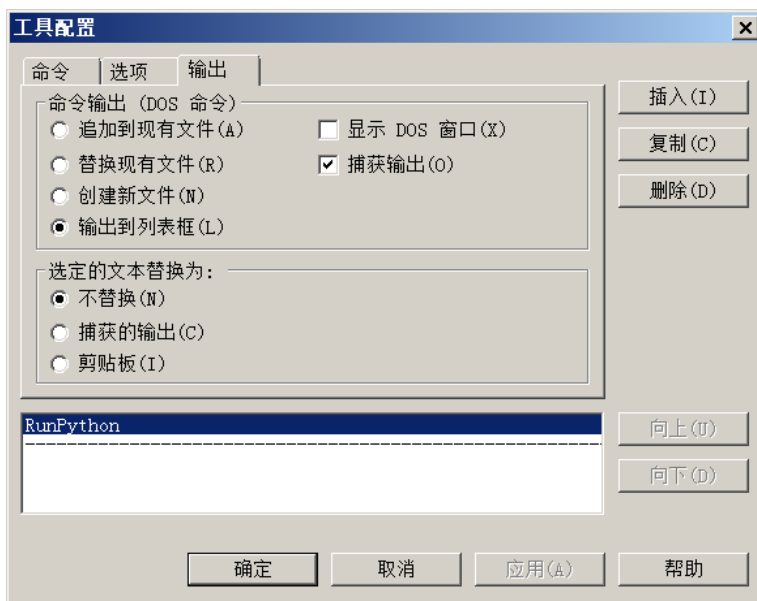 工具配置
命令 选项 输出
命令输出 (DOS 命令)
追加到现有文件(A) 显示 DOS 窗口(X)
替换现有文件(R) 捕获输出(O)
创建新文件(N)
输出到列表框(L)
选定的文本替换为:
不替换(N)
捕获的输出(C)
剪贴板(I)
插入(I)
复制(C)
删除(D)
RunPython
向上(U)
向下(D)
确定 取消 应用(A) 帮助